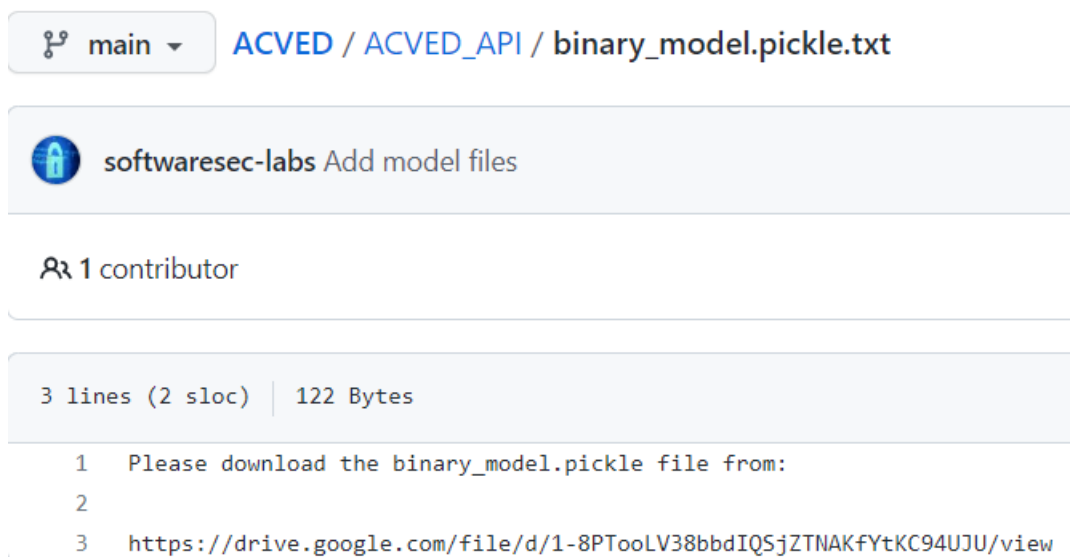 main ACVED / ACVED_API / binary_model.pickle.txt
softwaresec-labs Add model files
1 contributor
3 lines (2 sloc) 122 Bytes
1 Please download the binary_model.pickle file from:
2
3 https://drive.google.com/file/d/1-8PTooLV38bbdIQSjZTNAKfYtKC94UJU/view